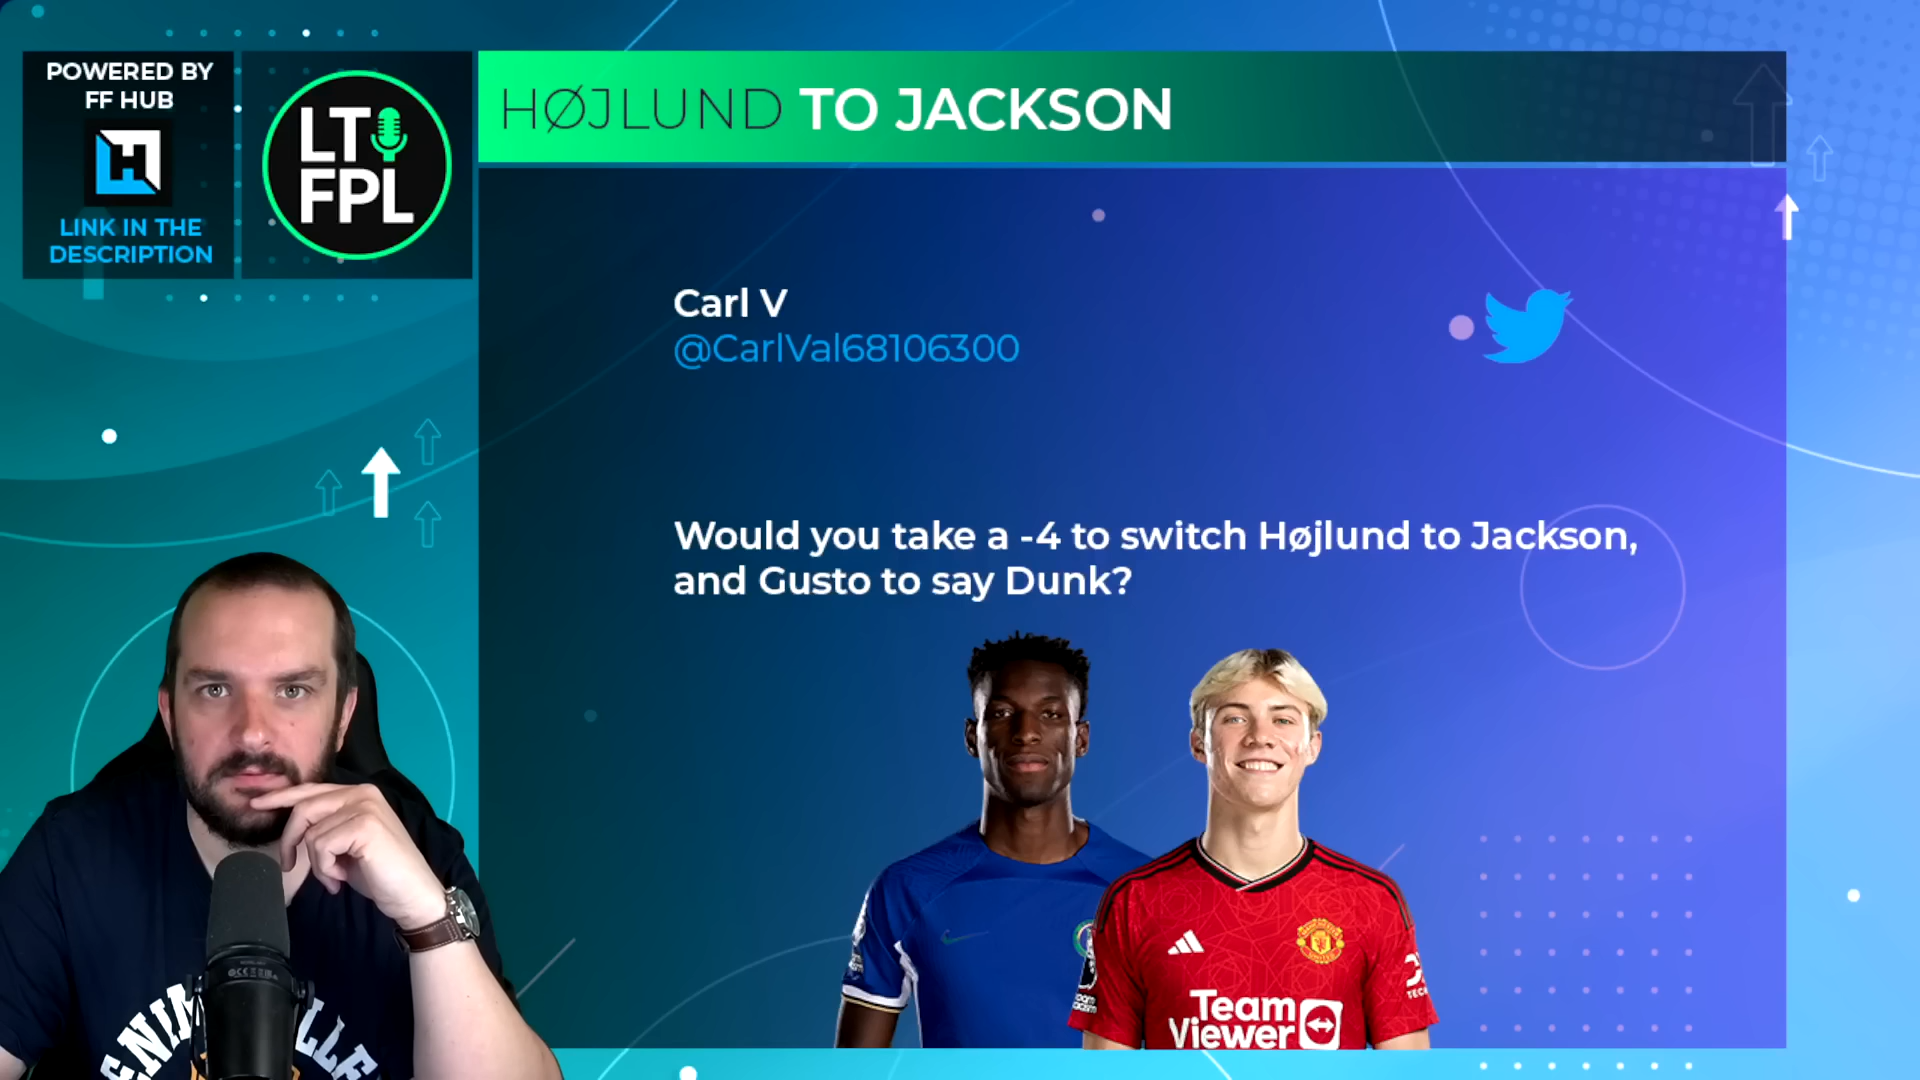 POWERED BY
FF HUB
LINK IN THE
DESCRIPTION
LT
FPL
HØJLUND TO JACKSON
Carl V
@CarlVal68106300
Would you take a -4 to switch Højlund to Jackson,
and Gusto to say Dunk?
Team
Viewer